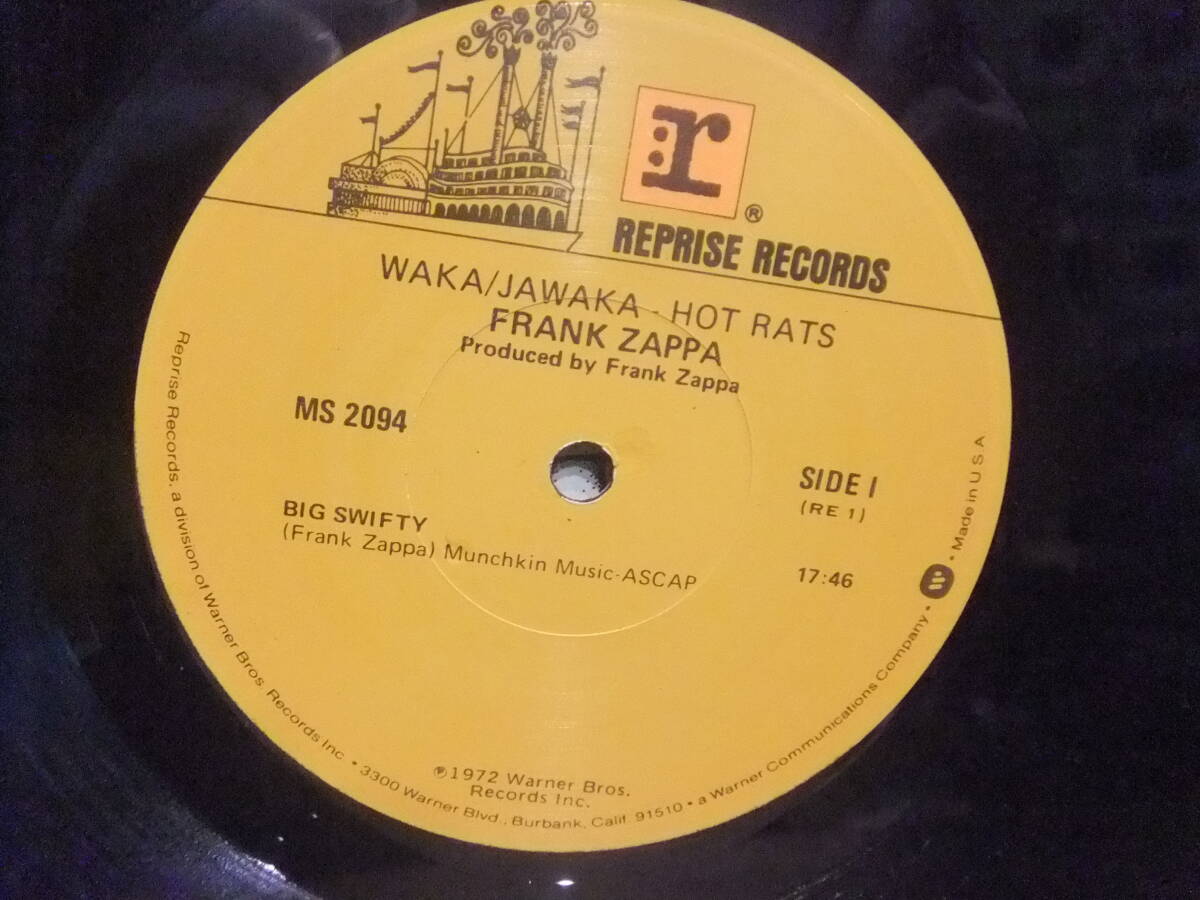 r
®
REPRISE RECORDS
WAKA/JAWAKA - HOT RATS
FRANK ZAPPA
Produced by Frank Zappa
MS 2094
SIDE 1
(RE 1)
BIG SWIFTY
(Frank Zappa) Munchkin Music-ASCAP
17:46
℗1972 Warner Bros.
Records Inc.
Reprise Records, a division of Warner Bros. Records Inc. • 3300 Warner Blvd., Burbank, Calif. 91510 • a Warner Communications Company • W • Made in U.S.A